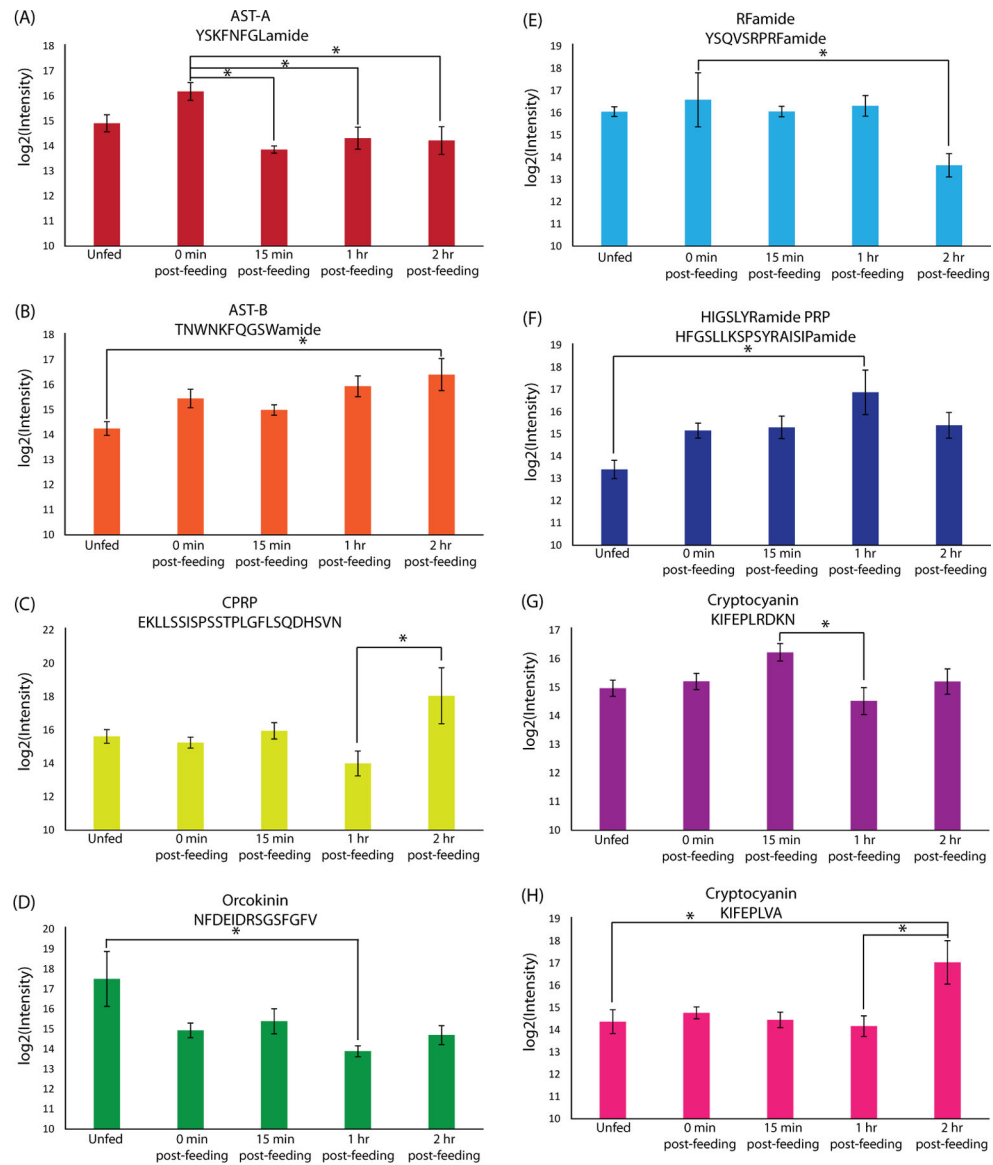 (A)
AST-A
YSKFNFGLamide
log2(Intensity)
18
17
16
15
14
13
12
11
10
*
*
*
Unfed
0 min
post-feeding
15 min
post-feeding
1 hr
post-feeding
2 hr
post-feeding
(B)
AST-B
TNWNKFQGSWamide
log2(Intensity)
18
17
16
15
14
13
12
11
10
*
Unfed
0 min
post-feeding
15 min
post-feeding
1 hr
post-feeding
2 hr
post-feeding
(C)
CPRP
EKLLSSISPSSTPLGFLSQDHSVN
log2(Intensity)
22
20
18
16
14
12
10
*
Unfed
0 min
post-feeding
15 min
post-feeding
1 hr
post-feeding
2 hr
post-feeding
(D)
Orcokinin
NFDEIDRSGSFGFV
log2(Intensity)
20
19
18
17
16
15
14
13
12
11
10
*
Unfed
0 min
post-feeding
15 min
post-feeding
1 hr
post-feeding
2 hr
post-feeding
(E)
RFamide
YSQVSRPRFamide
log2(Intensity)
19
18
17
16
15
14
13
12
11
10
*
Unfed
0 min
post-feeding
15 min
post-feeding
1 hr
post-feeding
2 hr
post-feeding
(F)
HIGSLYRamide PRP
HFGSLLKSPSYRAISIPamide
log2(Intensity)
19
18
17
16
15
14
13
12
11
10
*
Unfed
0 min
post-feeding
15 min
post-feeding
1 hr
post-feeding
2 hr
post-feeding
(G)
Cryptocyanin
KIFEPLRDKN
log2(Intensity)
17
16
15
14
13
12
11
10
*
Unfed
0 min
post-feeding
15 min
post-feeding
1 hr
post-feeding
2 hr
post-feeding
(H)
Cryptocyanin
KIFEPLVA
log2(Intensity)
19
18
17
16
15
14
13
12
11
10
*
*
Unfed
0 min
post-feeding
15 min
post-feeding
1 hr
post-feeding
2 hr
post-feeding